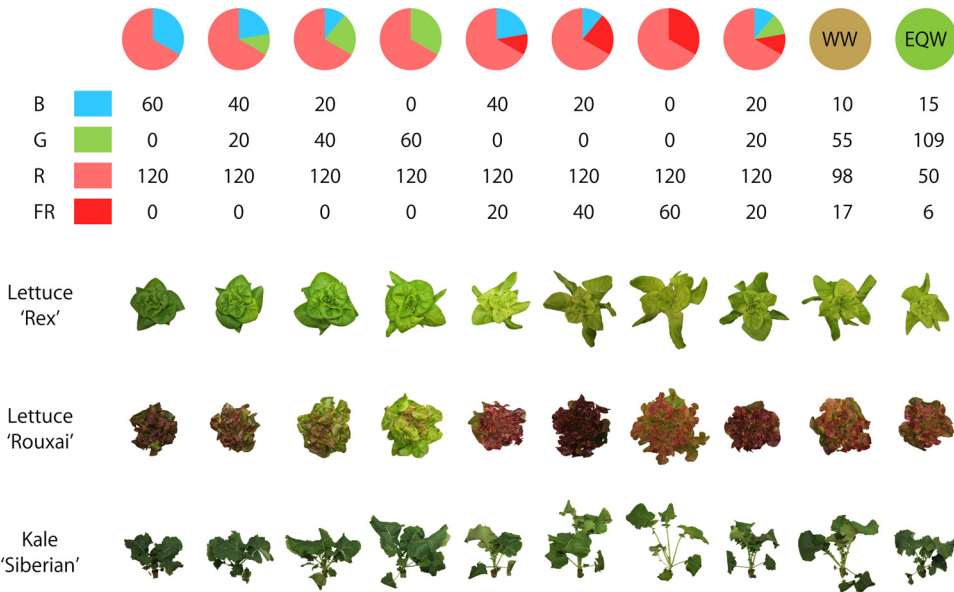 WW EQW
B 60 40 20 0 40 20 0 20 10 15
G 0 20 40 60 0 0 0 20 55 109
R 120 120 120 120 120 120 120 120 98 50
FR 0 0 0 0 20 40 60 20 17 6
Lettuce
‘Rex’
Lettuce
‘Rouxai’
Kale
‘Siberian’